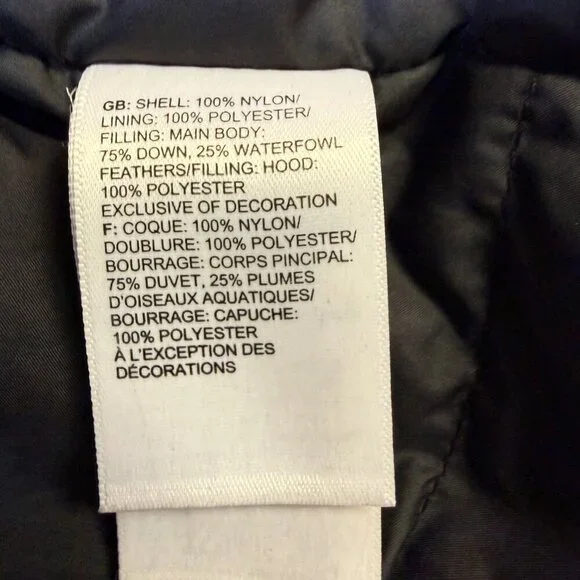 GB: SHELL: 100% NYLON/
LINING: 100% POLYESTER/
FILLING: MAIN BODY:
75% DOWN, 25% WATERFOWL
FEATHERS/FILLING: HOOD:
100% POLYESTER
EXCLUSIVE OF DECORATION
F: COQUE: 100% NYLON/
DOUBLURE: 100% POLYESTER/
BOURRAGE: CORPS PINCIPAL:
75% DUVET, 25% PLUMES
D'OISEAUX AQUATIQUES/
BOURRAGE: CAPUCHE:
100% POLYESTER
À L'EXCEPTION DES
DÉCORATIONS